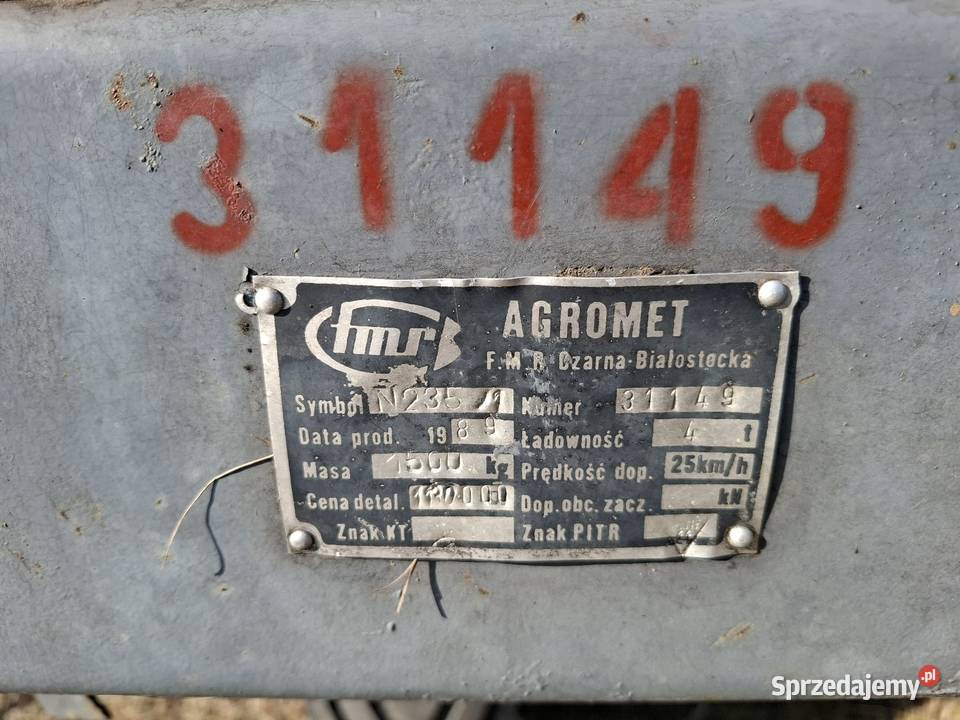 31149
fmr
AGROMET
F.M.R. Czarna-Białostocka
Symbol N235/1 Numer 31149
Data prod. 1989 Ładowność 4 t
Masa 1500 kg Prędkość dop. 25km/h
Cena detal. Dop. obc. zacz. kN
Znak KT Znak PITR
Sprzedajemy.pl